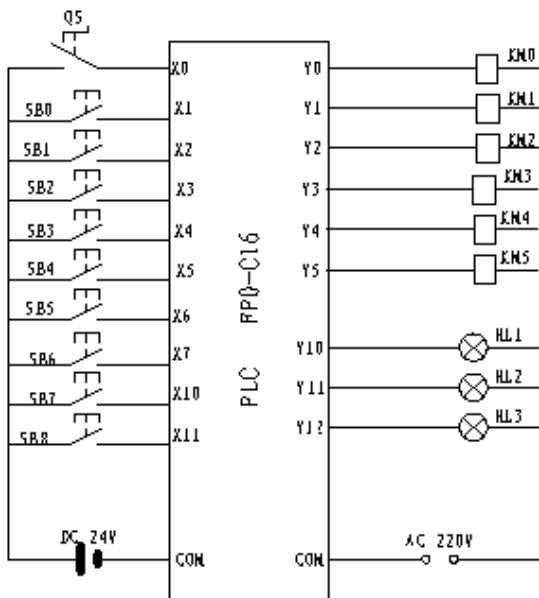 QS
X0 Y0 KM0
SB0 X1 Y1 KM1
SB1 X2 Y2 KM2
SB2 X3 Y3 KM3
SB3 X4 Y4 KM4
SB4 X5 Y5 KM5
SB5 X6
SB6 X7 Y10 HL1
SB7 X10 Y11 HL2
SB8 X11 Y12 HL3
PLC FP0-C16
DC 24V COM COM AC 220V